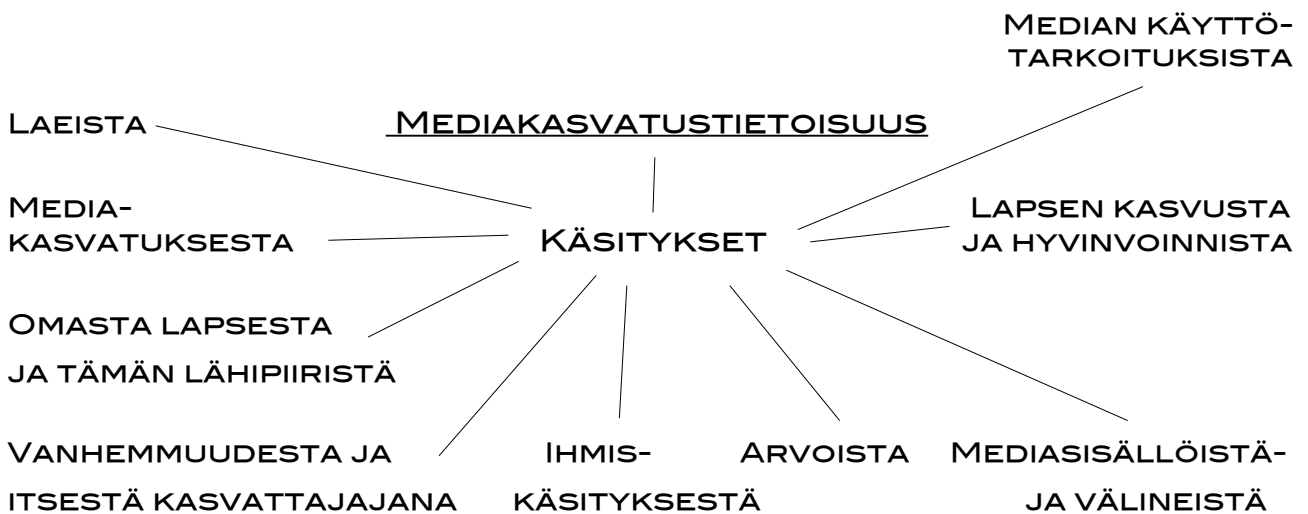 Median käyttö-
tarkoituksista
Laeista
Mediakasvatustietoisuus
Media-
kasvatuksesta
Käsitykset
Lapsen kasvusta
ja hyvinvoinnista
Omasta lapsesta
ja tämän lähipiiristä
Vanhemmuudesta ja
itsestä kasvattajajana
Ihmis-
käsityksestä
Arvoista
Mediasisällöistä-
ja välineistä